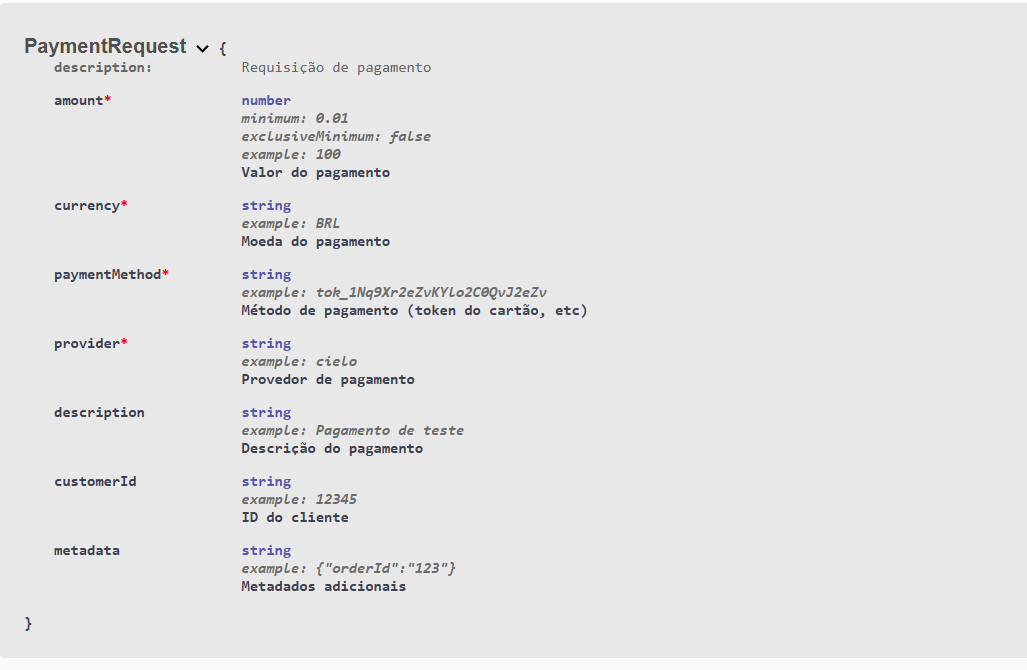 PaymentRequest {
description: Requisição de pagamento
amount* number
minimum: 0.01
exclusiveMinimum: false
example: 100
Valor do pagamento
currency* string
example: BRL
Moeda do pagamento
paymentMethod* string
example: tok_1Nq9Xr2eZvKYlo2C0QvJ2eZv
Método de pagamento (token do cartão, etc)
provider* string
example: cielo
Provedor de pagamento
description string
example: Pagamento de teste
Descrição do pagamento
customerId string
example: 12345
ID do cliente
metadata string
example: {"orderId":"123"}
Metadados adicionais
}